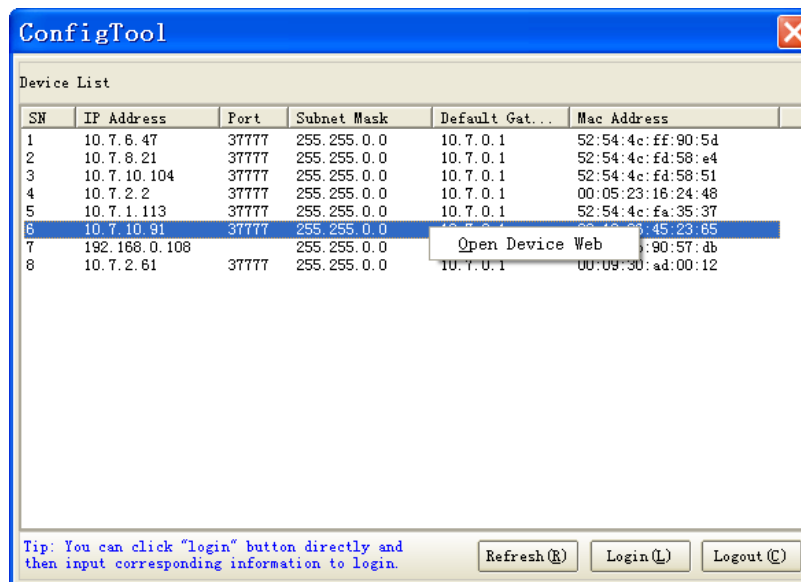 ConfigTool
Device List
SN IP Address Port Subnet Mask Default Gat... Mac Address
1 10.7.6.47 37777 255.255.0.0 10.7.0.1 52:54:4c:ff:90:5d
2 10.7.8.21 37777 255.255.0.0 10.7.0.1 52:54:4c:fd:58:e4
3 10.7.10.104 37777 255.255.0.0 10.7.0.1 52:54:4c:fd:58:51
4 10.7.2.2 37777 255.255.0.0 10.7.0.1 00:05:23:16:24:48
5 10.7.1.113 37777 255.255.0.0 10.7.0.1 52:54:4c:fa:35:37
6 10.7.10.91 37777 255.255.0.0 :45:23:65
Open Device Web
7 192.168.0.108 255.255.0.0 :90:57:db
8 10.7.2.61 37777 255.255.0.0 10.7.0.1 00:09:30:ad:00:12
Tip: You can click "login" button directly and
then input corresponding information to login.
Refresh(R) Login(L) Logout(C)